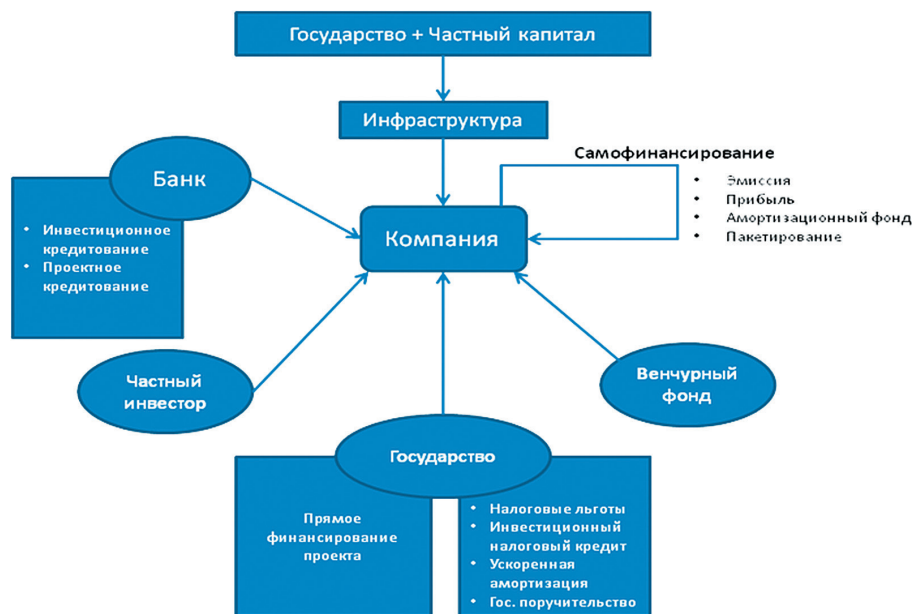 Государство + Частный капитал
Инфраструктура
Самофинансирование
• Эмиссия
• Прибыль
• Амортизационный фонд
• Пакетирование
Банк
• Инвестиционное
кредитование
• Проектное
кредитование
Компания
Частный
инвестор
Венчурный
фонд
Государство
Прямое
финансирование
проекта
• Налоговые льготы
• Инвестиционный
налоговый кредит
• Ускоренная
амортизация
• Гос. поручительство